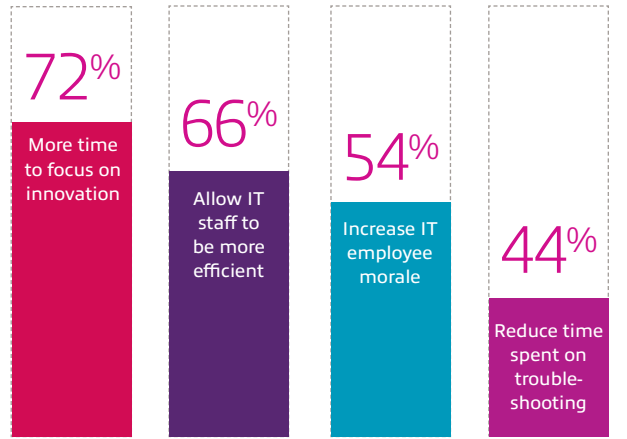 72%
More time
to focus on
innovation
66%
Allow IT
staff to
be more
efficient
54%
Increase IT
employee
morale
44%
Reduce time
spent on
trouble-
shooting